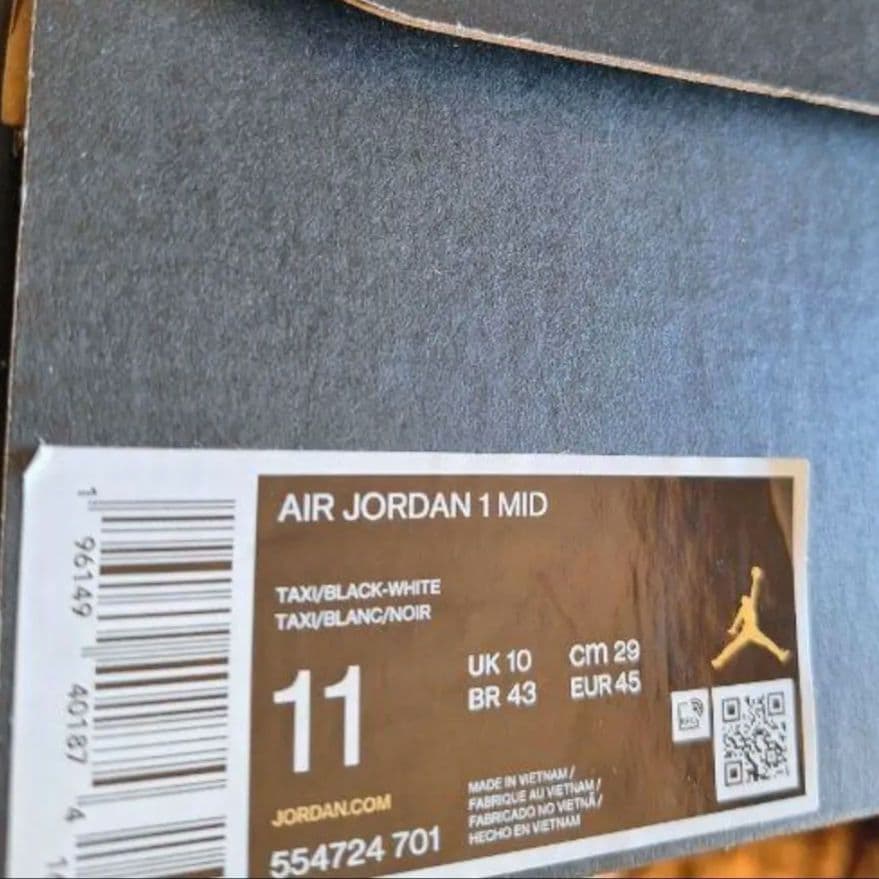 AIR JORDAN 1 MID
TAXI/BLACK-WHITE
TAXI/BLANC/NOIR
11
UK 10 cm 29
BR 43 EUR 45
JORDAN.COM
554724 701
MADE IN VIETNAM /
FABRIQUE AU VIETNAM /
FABRICADO NO VIETNÃ /
HECHO EN VIETNAM
1 96149 40187 4